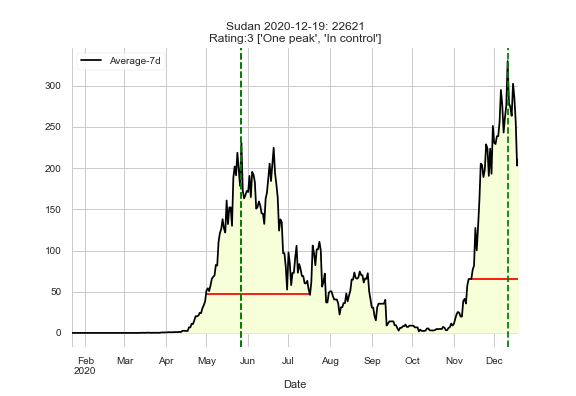 Sudan 2020-12-19: 22621
Rating:3 ['One peak', 'In control']
Average-7d
300
250
200
150
100
50
0
Feb Mar Apr May Jun Jul Aug Sep Oct Nov Dec
2020
Date